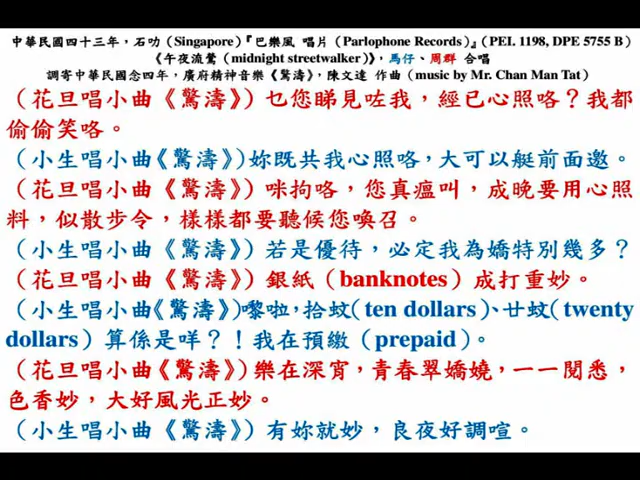 中華民國四十三年，石叻（Singapore）『巴樂風 唱片（Parlophone Records）』（PEI. 1198, DPE 5755 B）
《午夜流鶯（midnight streetwalker）》，馬仔、周群 合唱
調寄中華民國念四年，廣府精神音樂《驚濤》，陳文達 作曲（music by Mr. Chan Man Tat）
（花旦唱小曲《驚濤》）乜您睇見咗我，經已心照咯？我都
偷偷笑咯。
（小生唱小曲《驚濤》）妳既共我心照咯，大可以艇前面邀。
（花旦唱小曲《驚濤》）咪拘咯，您真瘟叫，成晚要用心照
料，似散步令，樣樣都要聽候您喚召。
（小生唱小曲《驚濤》）若是優待，必定我為嬌特別幾多？
（花旦唱小曲《驚濤》）銀紙（banknotes）成打重妙。
（小生唱小曲《驚濤》）嚟啦，拾蚊（ten dollars）、廿蚊（twenty
dollars）算係是咩？！我在預繳（prepaid）。
（花旦唱小曲《驚濤》）樂在深宵，青春翠嬌嬈，一一閱悉，
色香妙，大好風光正妙。
（小生唱小曲《驚濤》）有妳就妙，良夜好調喧。